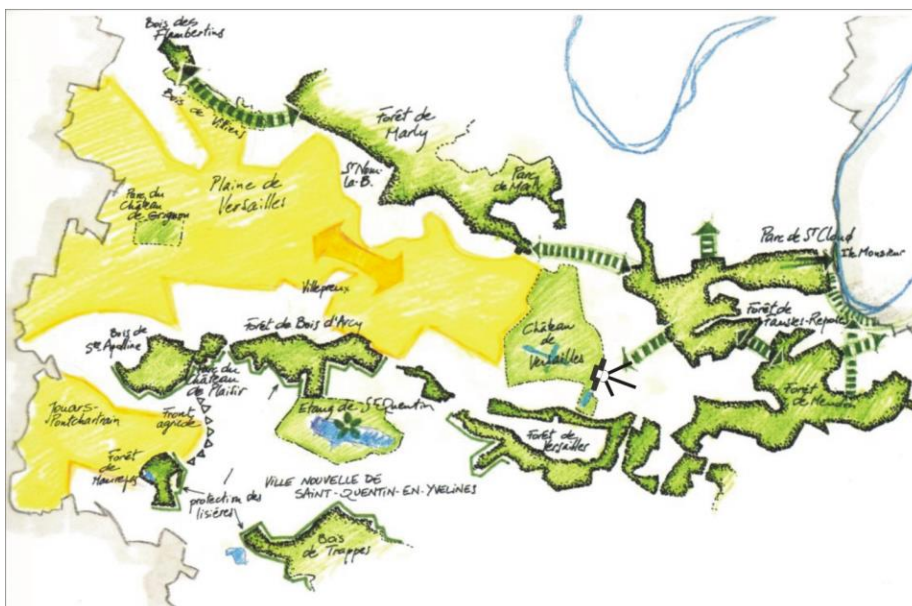 Bois des
Flambertins
Bois de Villiers
Forêt de
Marly
St Nom-
la-B.
Parc
de Marly
Plaine de
Versailles
Parc du
Château
de Grignon
Parc de St Cloud
Ile Monsieur
Villepreux
Forêt de
Fausses-Reposes
Château
de
Versailles
Bois de
Ste Apolline
Forêt de Bois d'Arcy
Parc du
Château
de Plaisir
Jouars-
Pontchartrain
Front
agricole
Etang de St Quentin
Forêt de
Versailles
Forêt
de Meudon
Forêt
de
Maurepas
VILLE NOUVELLE DE
SAINT-QUENTIN-EN-YVELINES
protection des
lisières
Bois
de Trappes